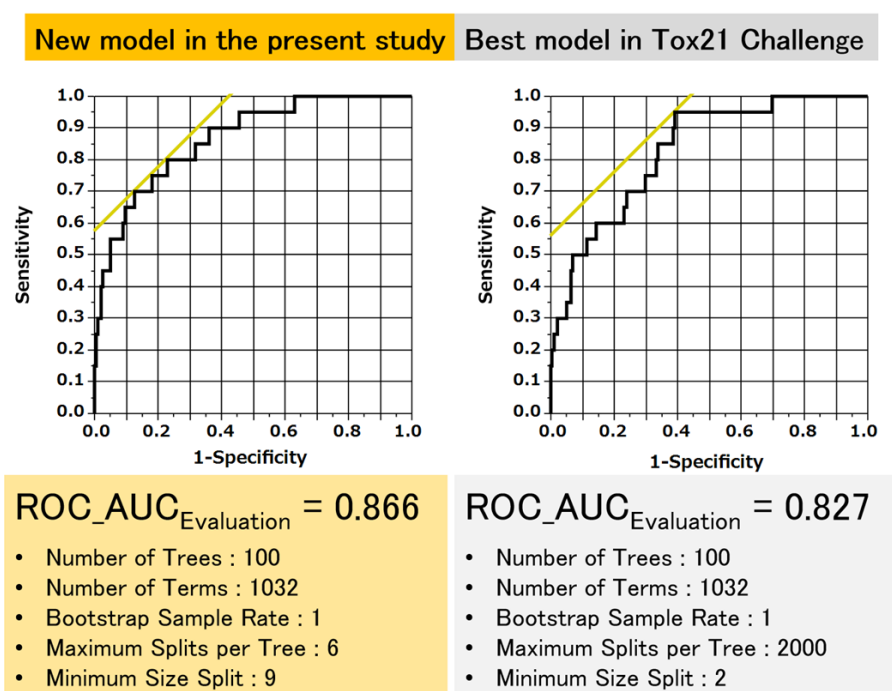 New model in the present study
Best model in Tox21 Challenge
1.0
0.9
0.8
0.7
0.6
0.5
0.4
0.3
0.2
0.1
0.0
Sensitivity
0.0 0.2 0.4 0.6 0.8 1.0
1-Specificity
1.0
0.9
0.8
0.7
0.6
0.5
0.4
0.3
0.2
0.1
0.0
Sensitivity
0.0 0.2 0.4 0.6 0.8 1.0
1-Specificity
ROC_AUC Evaluation = 0.866
• Number of Trees : 100
• Number of Terms : 1032
• Bootstrap Sample Rate : 1
• Maximum Splits per Tree : 6
• Minimum Size Split : 9
ROC_AUC Evaluation = 0.827
• Number of Trees : 100
• Number of Terms : 1032
• Bootstrap Sample Rate : 1
• Maximum Splits per Tree : 2000
• Minimum Size Split : 2